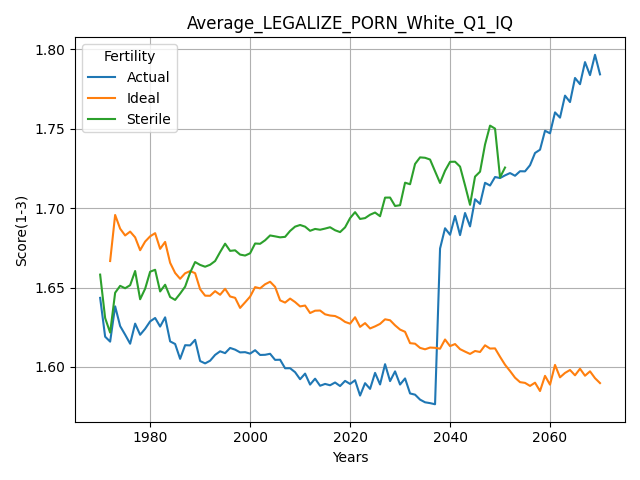 Average_LEGALIZE_PORN_White_Q1_IQ
Fertility
Actual
Ideal
Sterile
Score(1-3)
1.80
1.75
1.70
1.65
1.60
1980
2000
2020
2040
2060
Years